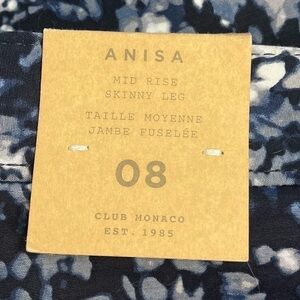 ANISA
MID RISE
SKINNY LEG
TAILLE MOYENNE
JAMBE FUSELÉE
08
CLUB MONACO
EST. 1985